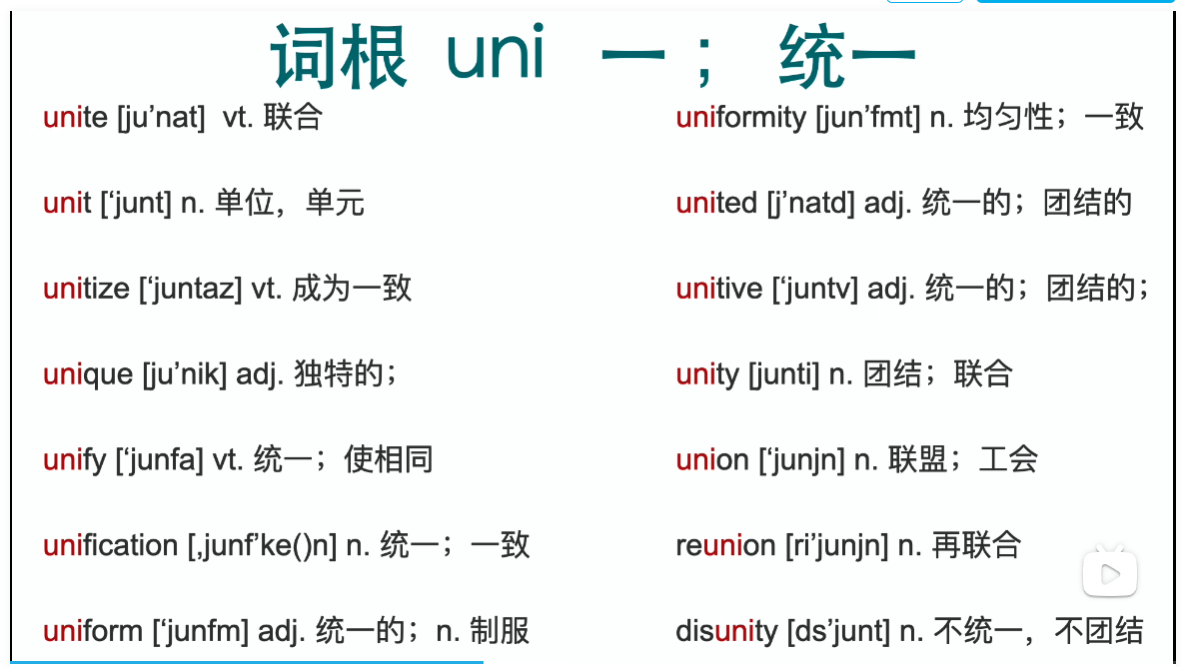 词根 uni 一； 统一
unite [ju’nat] vt. 联合
unit [‘junt] n. 单位，单元
unitize [‘juntaz] vt. 成为一致
unique [ju’nik] adj. 独特的；
unify [‘junfa] vt. 统一；使相同
unification [,junf’ke()n] n. 统一；一致
uniform [‘junfm] adj. 统一的；n. 制服
uniformity [jun’fmt] n. 均匀性；一致
united [j’natd] adj. 统一的；团结的
unitive [‘juntv] adj. 统一的；团结的；
unity [junti] n. 团结；联合
union [‘junjn] n. 联盟；工会
reunion [ri’junjn] n. 再联合
disunity [ds’junt] n. 不统一，不团结